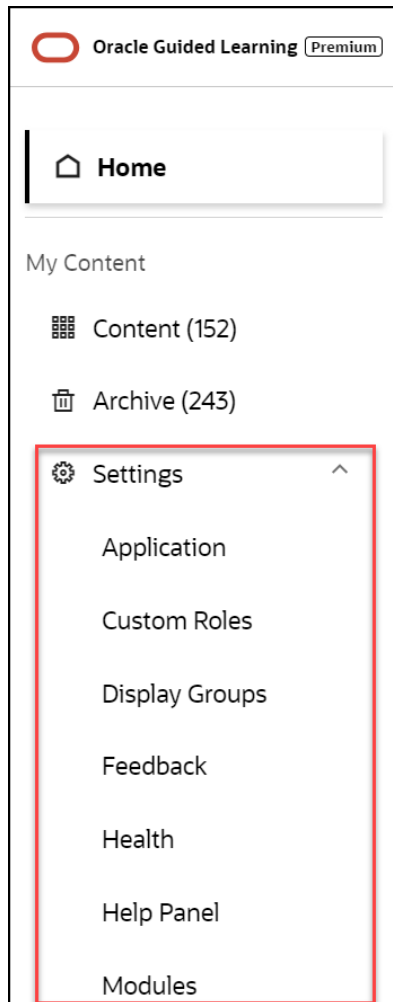 Oracle Guided Learning Premium
Home
My Content
Content (152)
Archive (243)
Settings
Application
Custom Roles
Display Groups
Feedback
Health
Help Panel
Modules